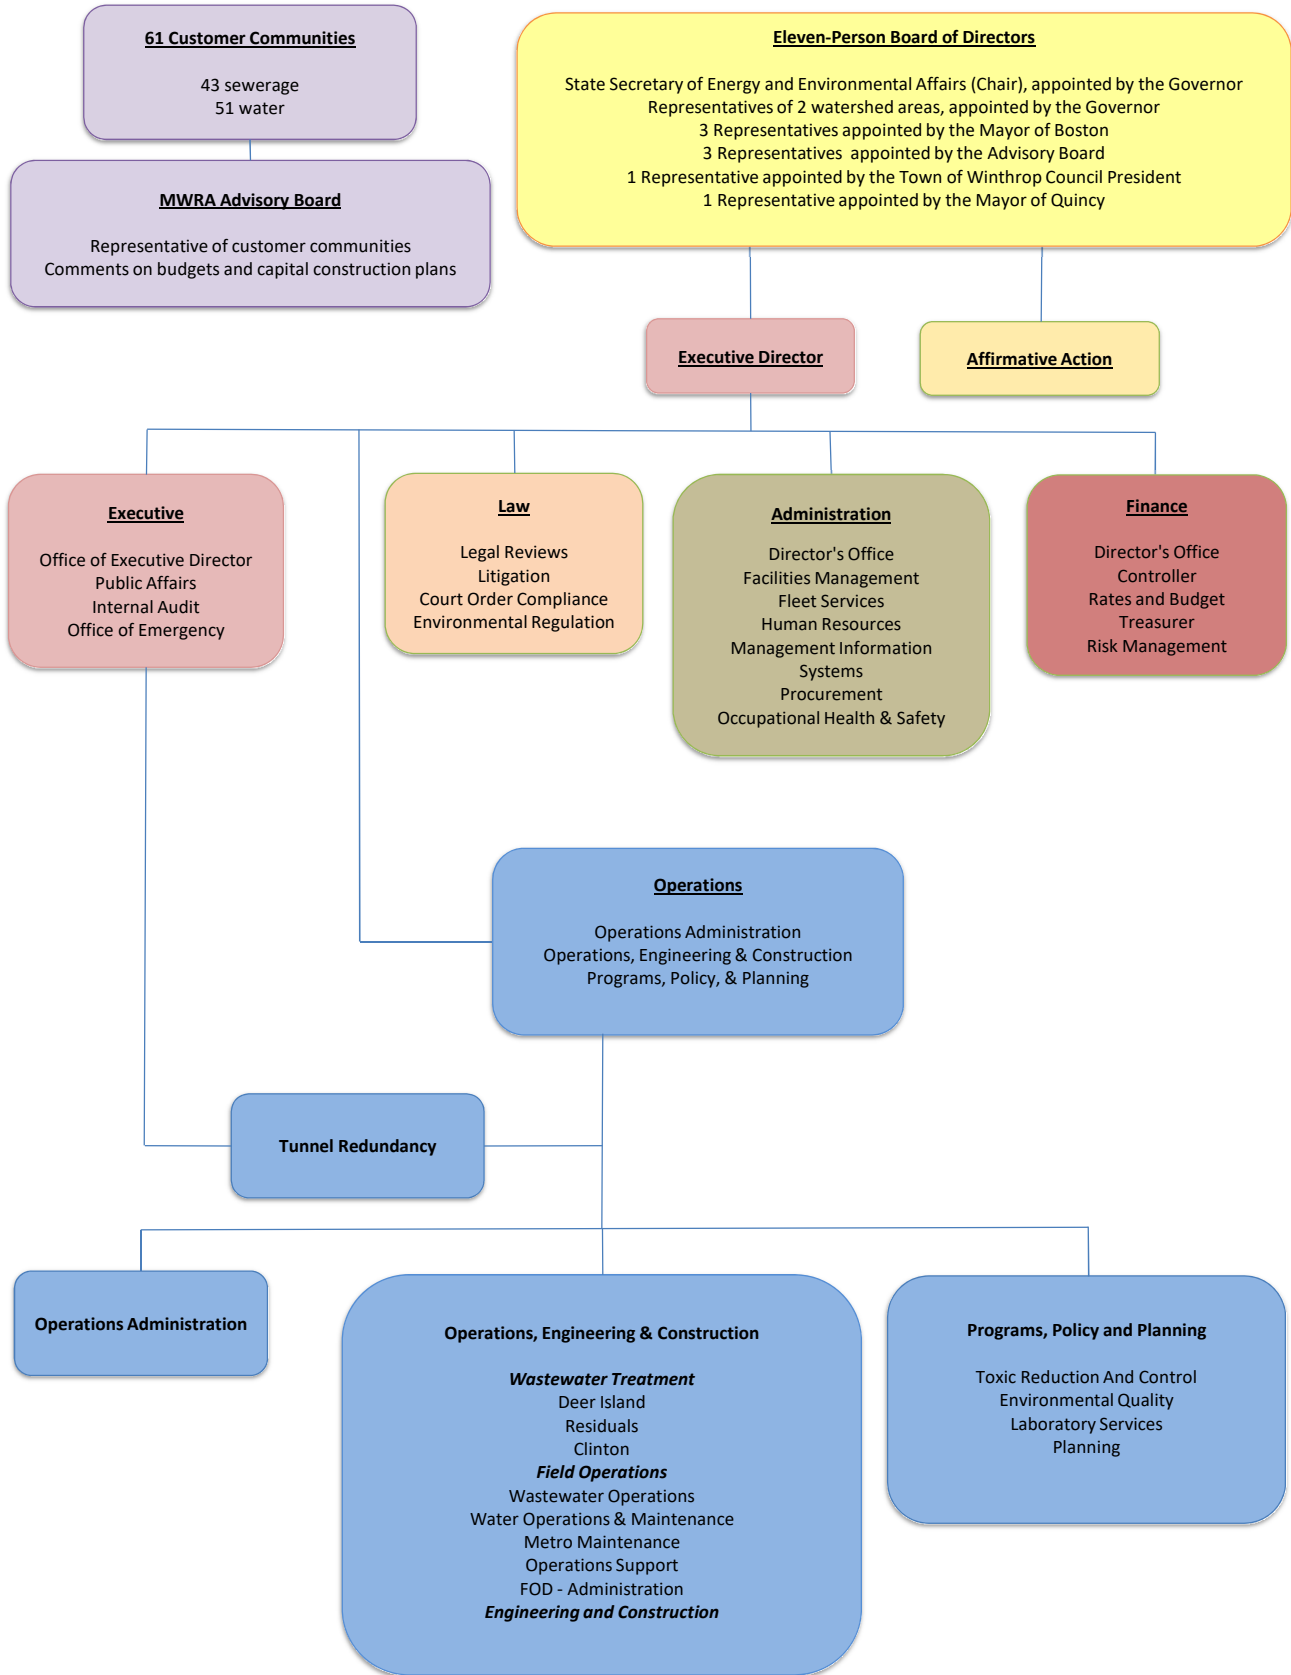 61 Customer Communities
43 sewerage
51 water
MWRA Advisory Board
Representative of customer communities
Comments on budgets and capital construction plans
Eleven-Person Board of Directors
State Secretary of Energy and Environmental Affairs (Chair), appointed by the Governor
Representatives of 2 watershed areas, appointed by the Governor
3 Representatives appointed by the Mayor of Boston
3 Representatives  appointed by the Advisory Board
1 Representative appointed by the Town of Winthrop Council President
1 Representative appointed by the Mayor of Quincy
Executive Director
Affirmative Action
Executive
Office of Executive Director
Public Affairs
Internal Audit
Office of Emergency
Law
Legal Reviews
Litigation
Court Order Compliance
Environmental Regulation
Administration
Director's Office
Facilities Management
Fleet Services
Human Resources
Management Information
Systems
Procurement
Occupational Health & Safety
Finance
Director's Office
Controller
Rates and Budget
Treasurer
Risk Management
Operations
Operations Administration
Operations, Engineering & Construction
Programs, Policy, & Planning
Tunnel Redundancy
Operations Administration
Operations, Engineering & Construction
Wastewater Treatment
Deer Island
Residuals
Clinton
Field Operations
Wastewater Operations
Water Operations & Maintenance
Metro Maintenance
Operations Support
FOD - Administration
Engineering and Construction
Programs, Policy and Planning
Toxic Reduction And Control
Environmental Quality
Laboratory Services
Planning